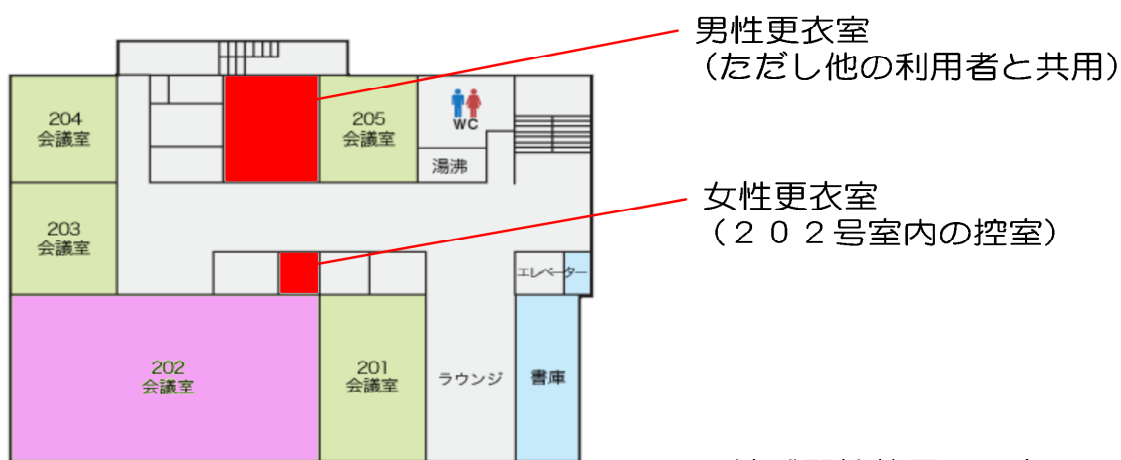 男性更衣室
（ただし他の利用者と共用）
204
会議室
205
会議室
WC
湯沸
203
会議室
女性更衣室
（２０２号室内の控室）
エレベーター
202
会議室
201
会議室
ラウンジ
書庫